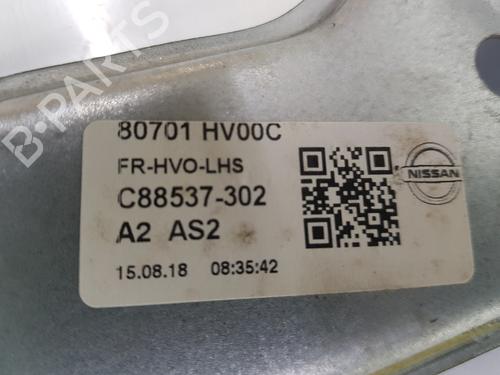 80701 HV00C
FR-HVO-LHS
C88537-302
A2 AS2
15.08.18 08:35:42
NISSAN
B-PARTS